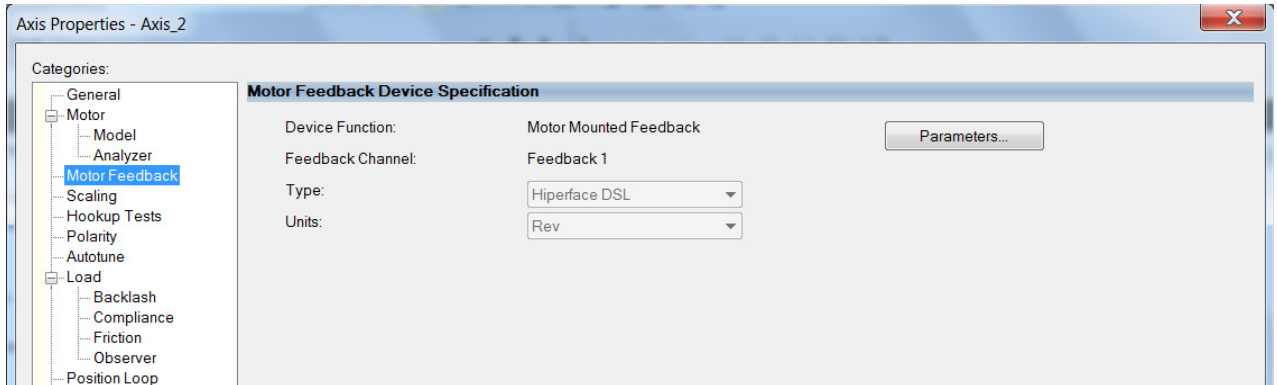 Axis Properties - Axis_2
X
Categories:
General
Motor
Model
Analyzer
Motor Feedback
Scaling
Hookup Tests
Polarity
Autotune
Load
Backlash
Compliance
Friction
Observer
Position Loop
Motor Feedback Device Specification
Device Function: Motor Mounted Feedback Parameters...
Feedback Channel: Feedback 1
Type: Hiperface DSL
Units: Rev